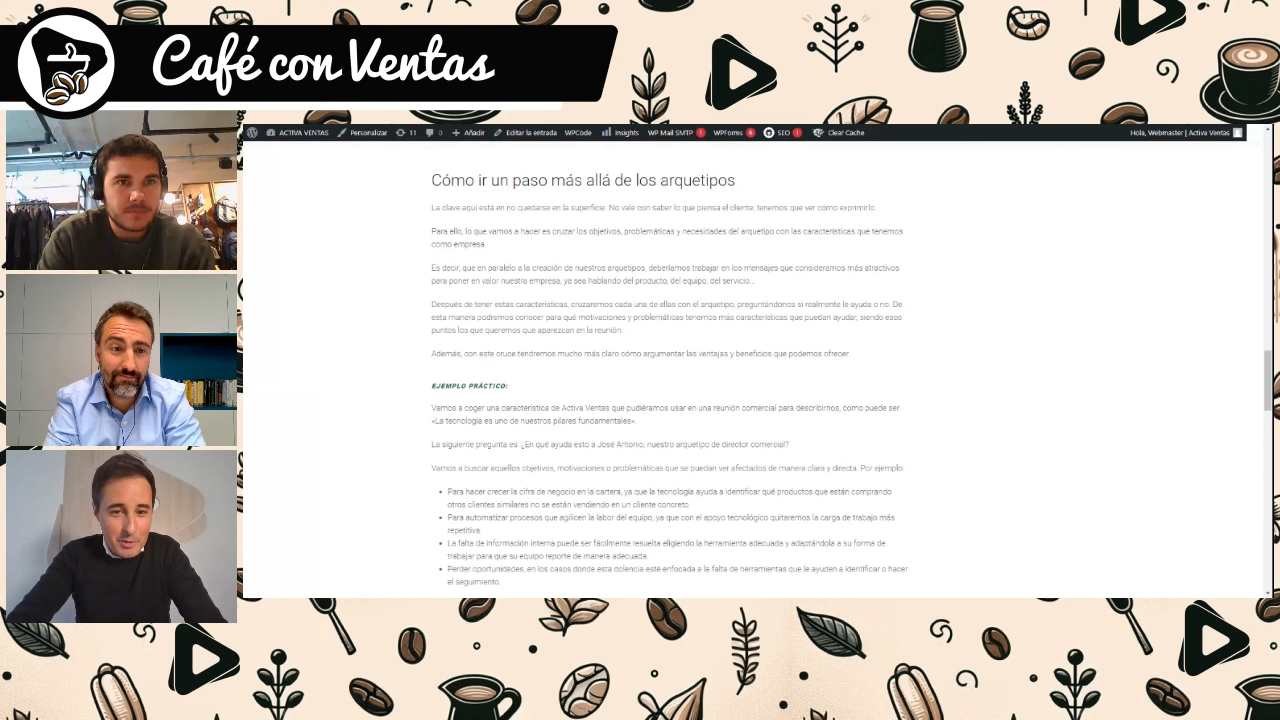 Café con Ventas
ACTIVA VENTAS Personalizar 11 0 Añadir Editar la entrada WPCode Insights WP Mail SMTP 1 WPForms 6 SEO 1 Clear Cache Hola, Webmaster | Activa Ventas
Cómo ir un paso más allá de los arquetipos
La clave aquí está en no quedarse en la superficie. No vale con saber lo que piensa el cliente, tenemos que ver cómo exprimirlo.
Para ello, lo que vamos a hacer es cruzar los objetivos, problemáticas y necesidades del arquetipo con las características que tenemos
como empresa.
Es decir, que en paralelo a la creación de nuestros arquetipos, deberíamos trabajar en los mensajes que consideramos más atractivos
para poner en valor nuestra empresa, ya sea hablando del producto, del equipo, del servicio…
Después de tener estas características, cruzaremos cada una de ellas con el arquetipo, preguntándonos si realmente le ayuda o no. De
esta manera podremos conocer para qué motivaciones y problemáticas tenemos más características que puedan ayudar, siendo esos
puntos los que queremos que aparezcan en la reunión.
Además, con este cruce tendremos mucho más claro cómo argumentar las ventajas y beneficios que podemos ofrecer.
EJEMPLO PRÁCTICO:
Vamos a coger una característica de Activa Ventas que pudiéramos usar en una reunión comercial para describirnos, como puede ser
«La tecnología es uno de nuestros pilares fundamentales».
La siguiente pregunta es: ¿En qué ayuda esto a José Antonio, nuestro arquetipo de director comercial?
Vamos a buscar aquellos objetivos, motivaciones o problemáticas que se puedan ver afectados de manera clara y directa. Por ejemplo:
Para hacer crecer la cifra de negocio en la cartera, ya que la tecnología ayuda a identificar qué productos que están comprando
otros clientes similares no se están vendiendo en un cliente concreto.
Para automatizar procesos que agilicen la labor del equipo, ya que con el apoyo tecnológico quitaremos la carga de trabajo más
repetitiva.
La falta de información interna puede ser fácilmente resuelta eligiendo la herramienta adecuada y adaptándola a su forma de
trabajar para que su equipo reporte de manera adecuada.
Perder oportunidades, en los casos donde esta dolencia esté enfocada a la falta de herramientas que le ayuden a identificar o hacer
el seguimiento.